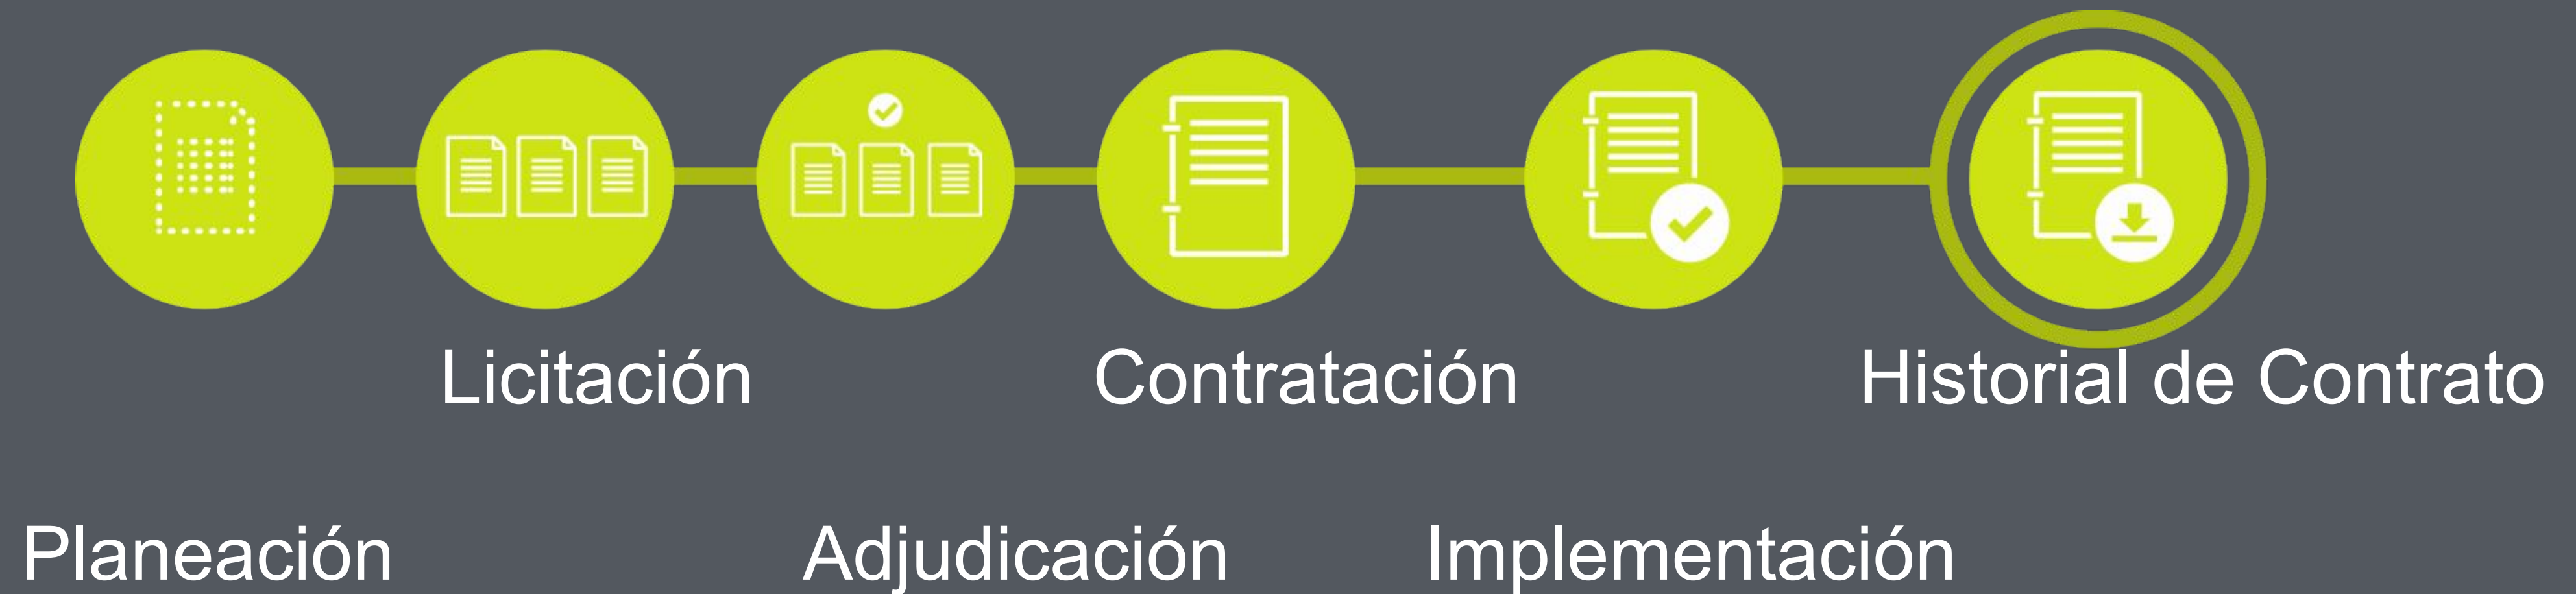 Licitación
Contratación
Historial de Contrato
Planeación
Adjudicación
Implementación